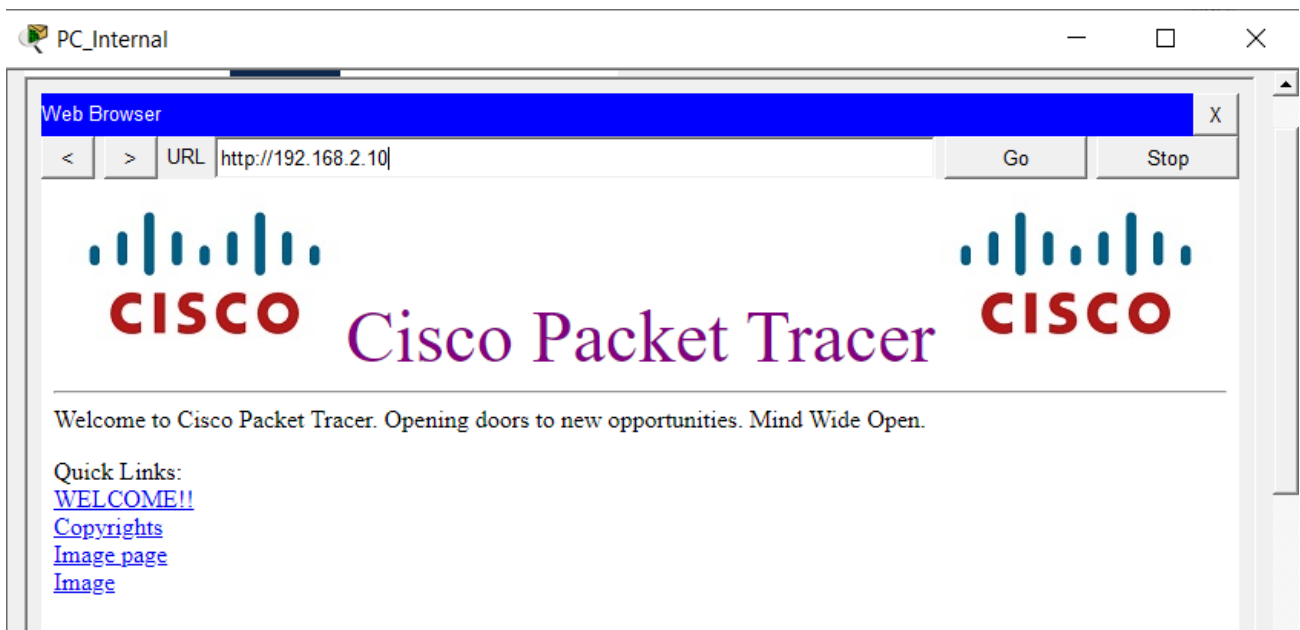 PC_Internal
Web Browser X
< > URL http://192.168.2.10 Go Stop
CISCO Cisco Packet Tracer CISCO
Welcome to Cisco Packet Tracer. Opening doors to new opportunities. Mind Wide Open.
Quick Links:
WELCOME!!
Copyrights
Image page
Image